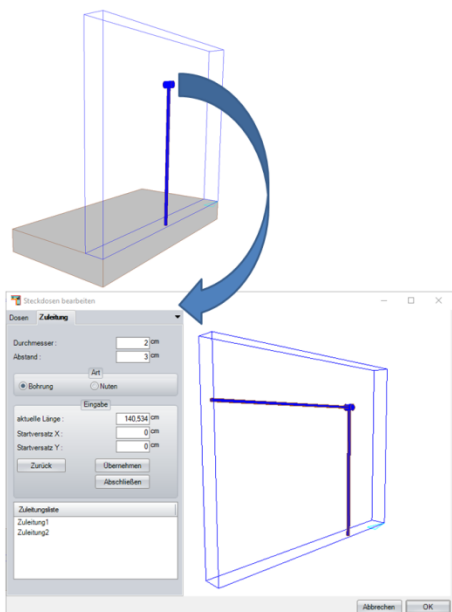 Steckdosen bearbeiten
Dosen Zuleitung
Durchmesser : 2 cm
Abstand : 3 cm
Art
Bohrung Nuten
Eingabe
aktuelle Länge : 140,534 cm
Startversatz X : 0 cm
Startversatz Y : 0 cm
Zurück Übernehmen
Abschließen
Zuleitungsliste
Zuleitung1
Zuleitung2
Abbrechen OK